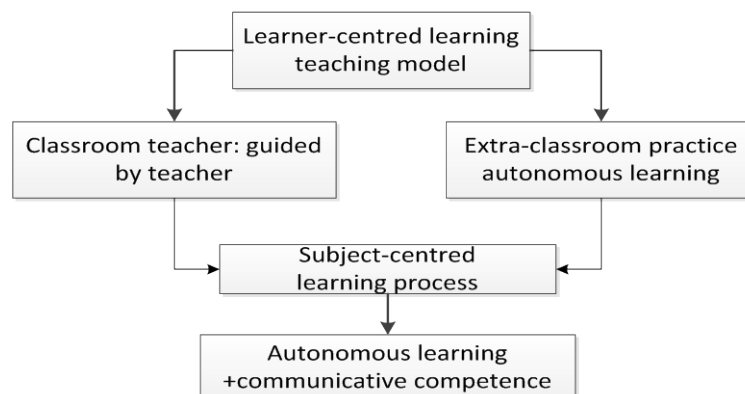 Learner-centred learning
teaching model
Classroom teacher: guided
by teacher
Extra-classroom practice
autonomous learning
Subject-centred
learning process
Autonomous learning
+communicative competence